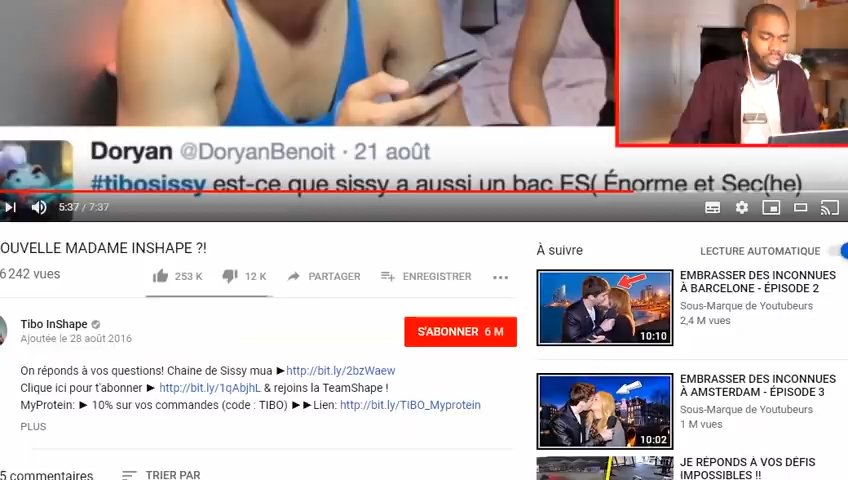 Doryan @DoryanBenoit · 21 août
#tibosissy est-ce que sissy a aussi un bac ES( Énorme et Sec(he)
5:37 / 7:37
OUVELLE MADAME INSHAPE ?!
6 242 vues
253 K
12 K
PARTAGER
ENREGISTRER
Tibo InShape
Ajoutée le 28 août 2016
S'ABONNER 6 M
On réponds à vos questions! Chaine de Sissy mua ►http://bit.ly/2bzWaew
Clique ici pour t'abonner ► http://bit.ly/1qAbjhL & rejoins la TeamShape !
MyProtein: ► 10% sur vos commandes (code : TIBO) ►►Lien: http://bit.ly/TIBO_Myprotein
PLUS
5 commentaires
TRIER PAR
À suivre
LECTURE AUTOMATIQUE
10:10
EMBRASSER DES INCONNUES
À BARCELONE - ÉPISODE 2
Sous-Marque de Youtubeurs
2,4 M vues
10:02
EMBRASSER DES INCONNUES
À AMSTERDAM - ÉPISODE 3
Sous-Marque de Youtubeurs
1 M vues
JE RÉPONDS À VOS DÉFIS
IMPOSSIBLES !!